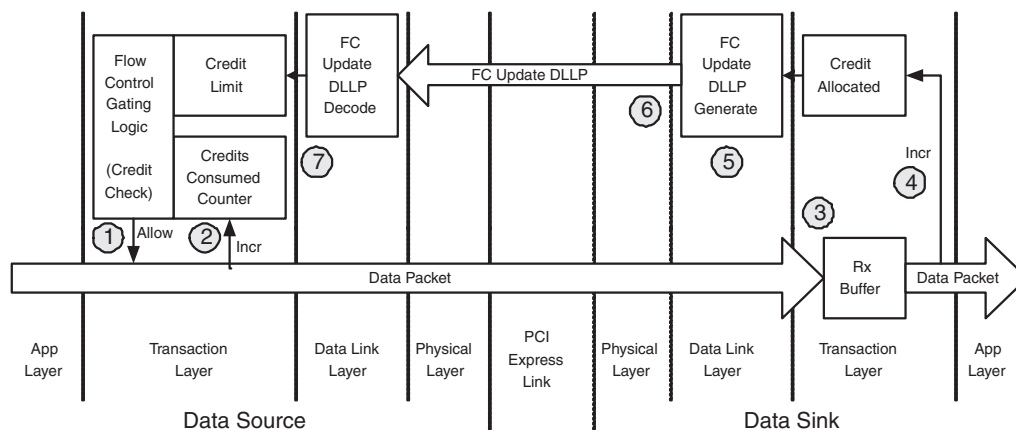 Flow
Control
Gating
Logic
(Credit
Check)
Credit
Limit
Credits
Consumed
Counter
FC
Update
DLLP
Decode
FC Update DLLP
FC
Update
DLLP
Generate
Credit
Allocated
6
7
5
Incr
4
3
1
Allow
2
Incr
Data Packet
Rx
Buffer
Data Packet
App
Layer
Transaction
Layer
Data Link
Layer
Physical
Layer
PCI
Express
Link
Physical
Layer
Data Link
Layer
Transaction
Layer
App
Layer
Data Source
Data Sink